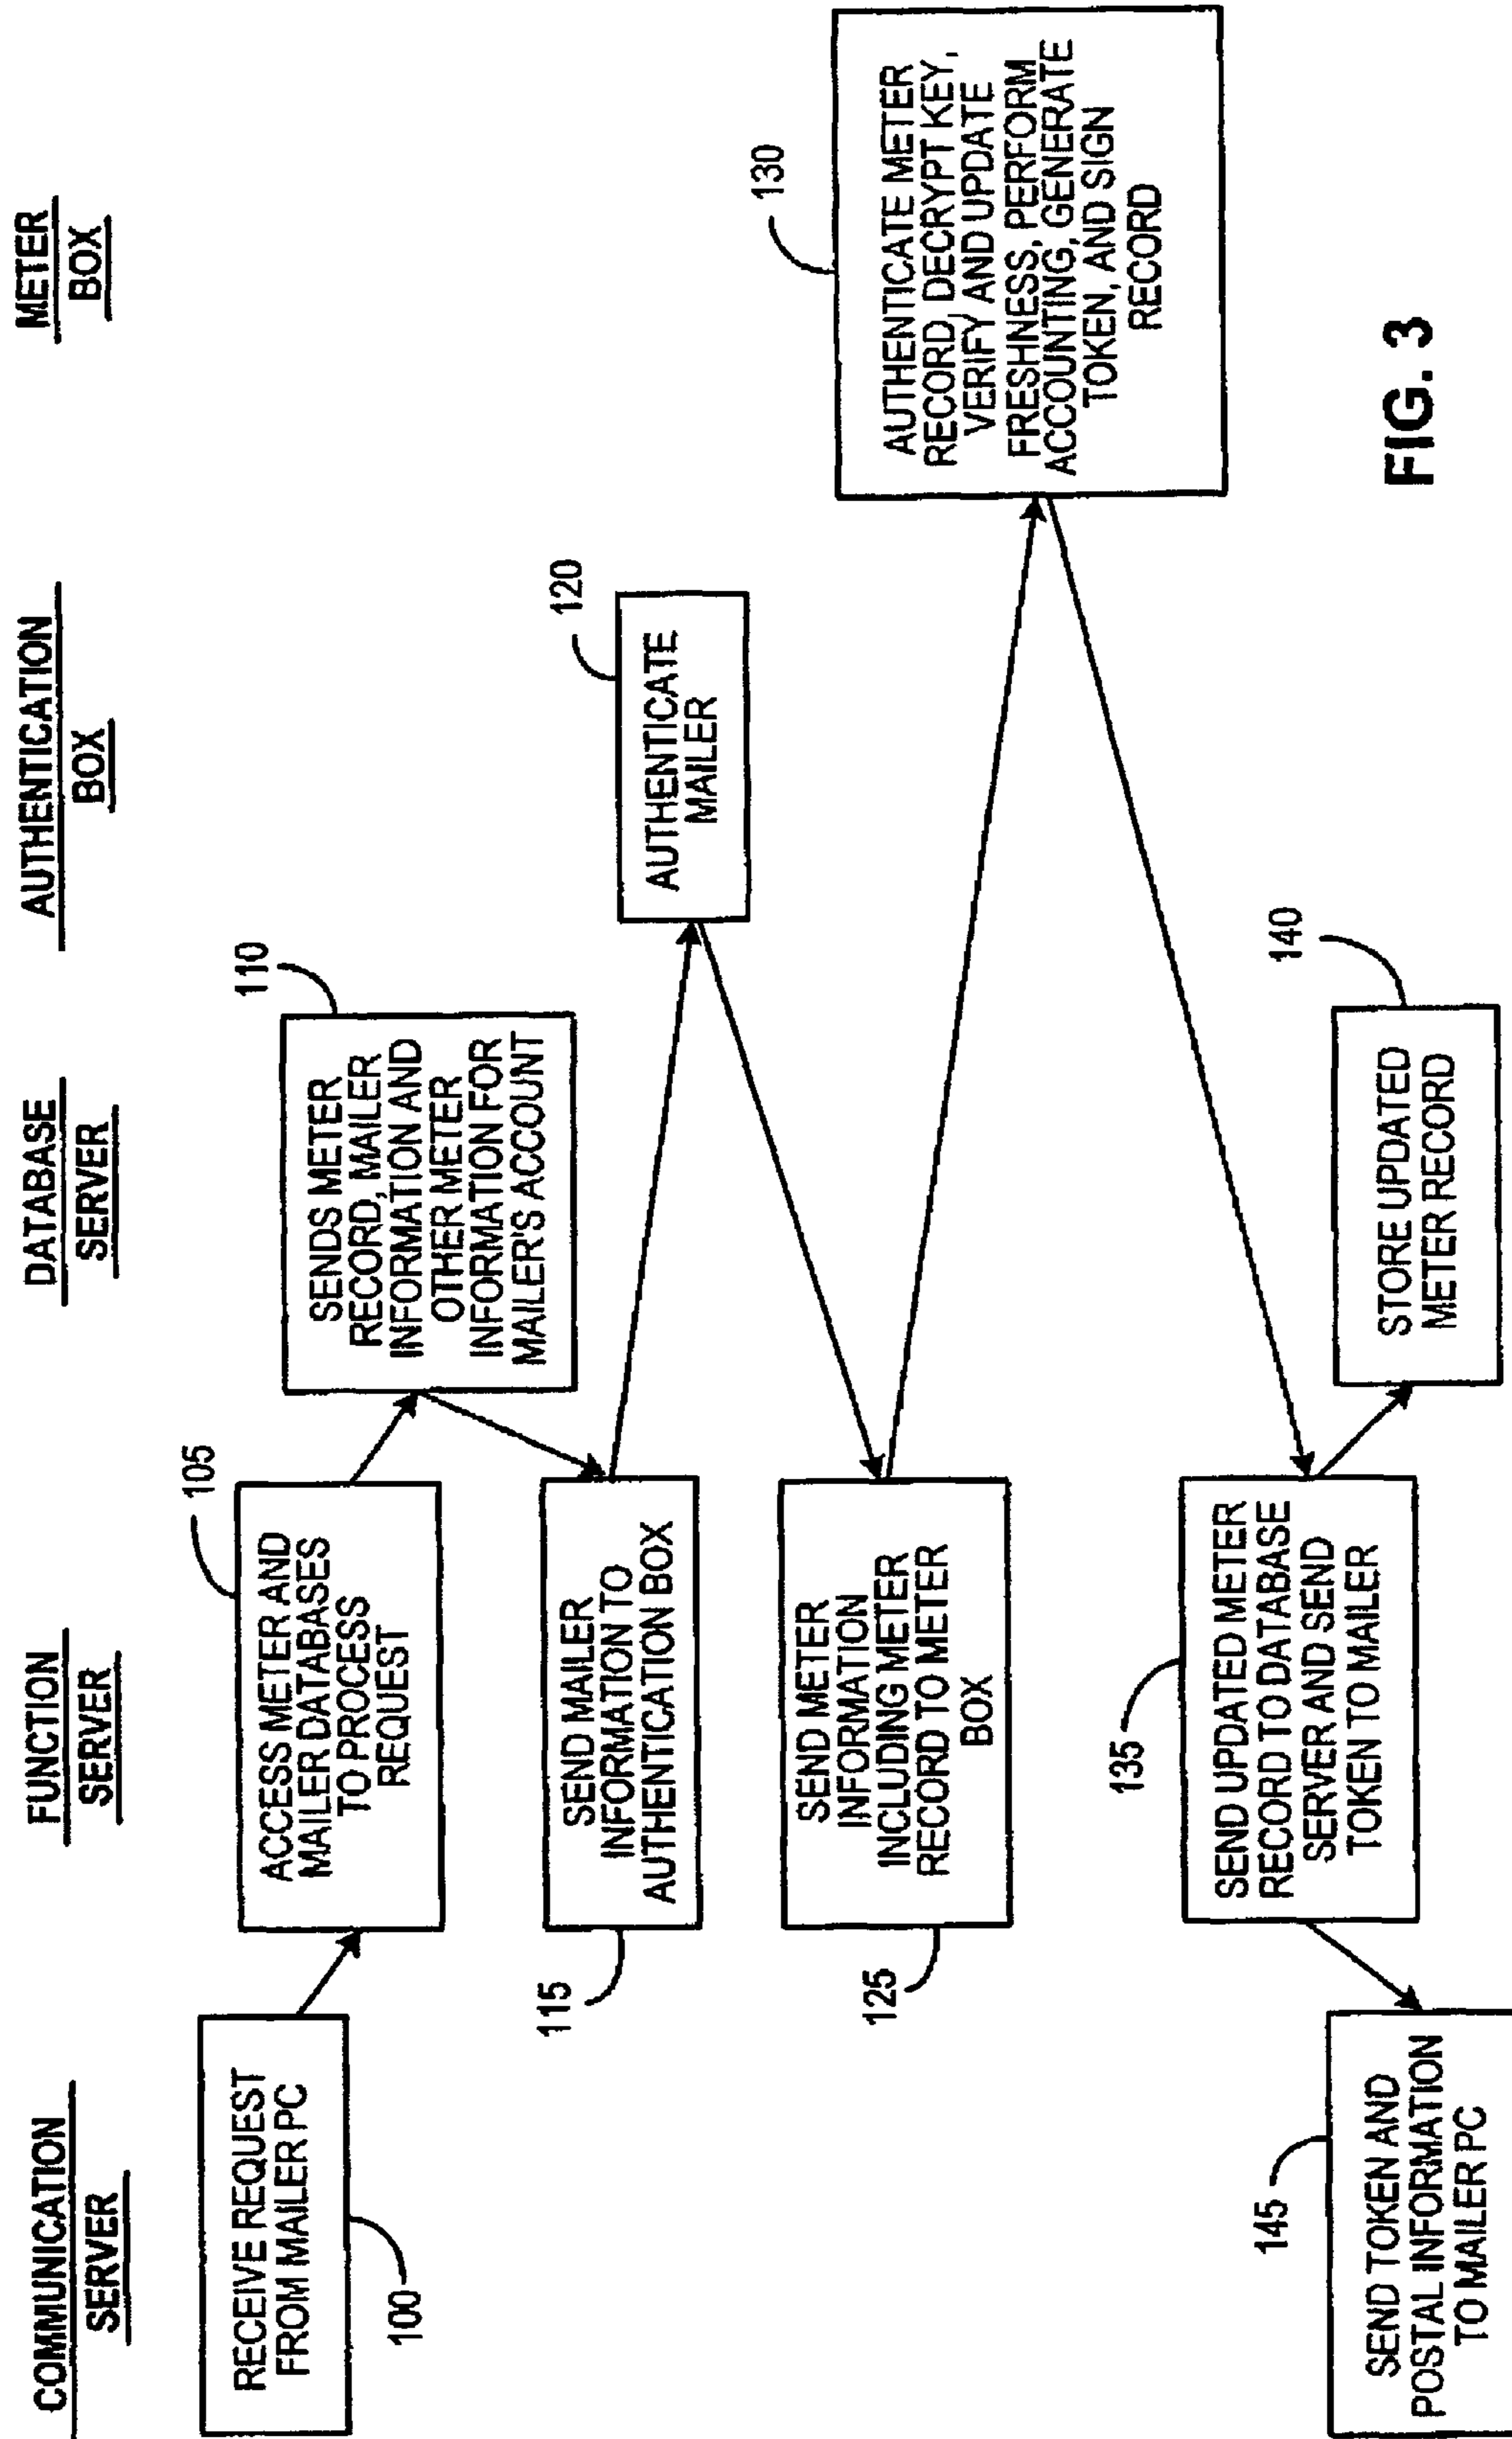 COMMUNICATION
SERVER
FUNCTION
SERVER
DATABASE
SERVER
AUTHENTICATION
BOX
METER
BOX
RECEIVE REQUEST
FROM MAILER PC
100
105
ACCESS METER AND
MAILER DATABASES
TO PROCESS
REQUEST
110
SENDS METER
RECORD, MAILER
INFORMATION AND
OTHER METER
INFORMATION FOR
MAILER'S ACCOUNT
SEND MAILER
INFORMATION TO
AUTHENTICATION BOX
115
120
AUTHENTICATE
MAILER
SEND METER
INFORMATION
INCLUDING METER
RECORD TO METER
BOX
125
130
AUTHENTICATE METER
RECORD, DECRYPT KEY,
VERIFY AND UPDATE
FRESHNESS, PERFORM
ACCOUNTING, GENERATE
TOKEN, AND SIGN
RECORD
135
SEND UPDATED METER
RECORD TO DATABASE
SERVER AND SEND
TOKEN TO MAILER
140
STORE UPDATED
METER RECORD
145
SEND TOKEN AND
POSTAL INFORMATION
TO MAILER PC
FIG. 3